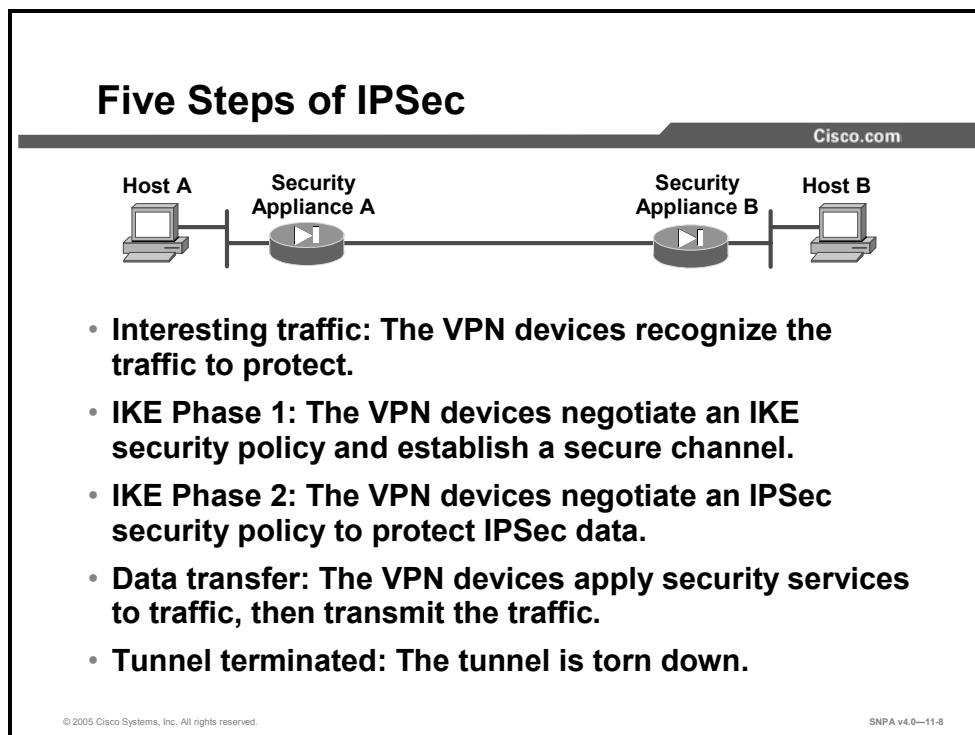 Five Steps of IPSec
Cisco.com
Host A
Security
Appliance A
Security
Appliance B
Host B
• Interesting traffic: The VPN devices recognize the
traffic to protect.
• IKE Phase 1: The VPN devices negotiate an IKE
security policy and establish a secure channel.
• IKE Phase 2: The VPN devices negotiate an IPSec
security policy to protect IPSec data.
• Data transfer: The VPN devices apply security services
to traffic, then transmit the traffic.
• Tunnel terminated: The tunnel is torn down.
© 2005 Cisco Systems, Inc. All rights reserved.
SNPA v4.0—11-8